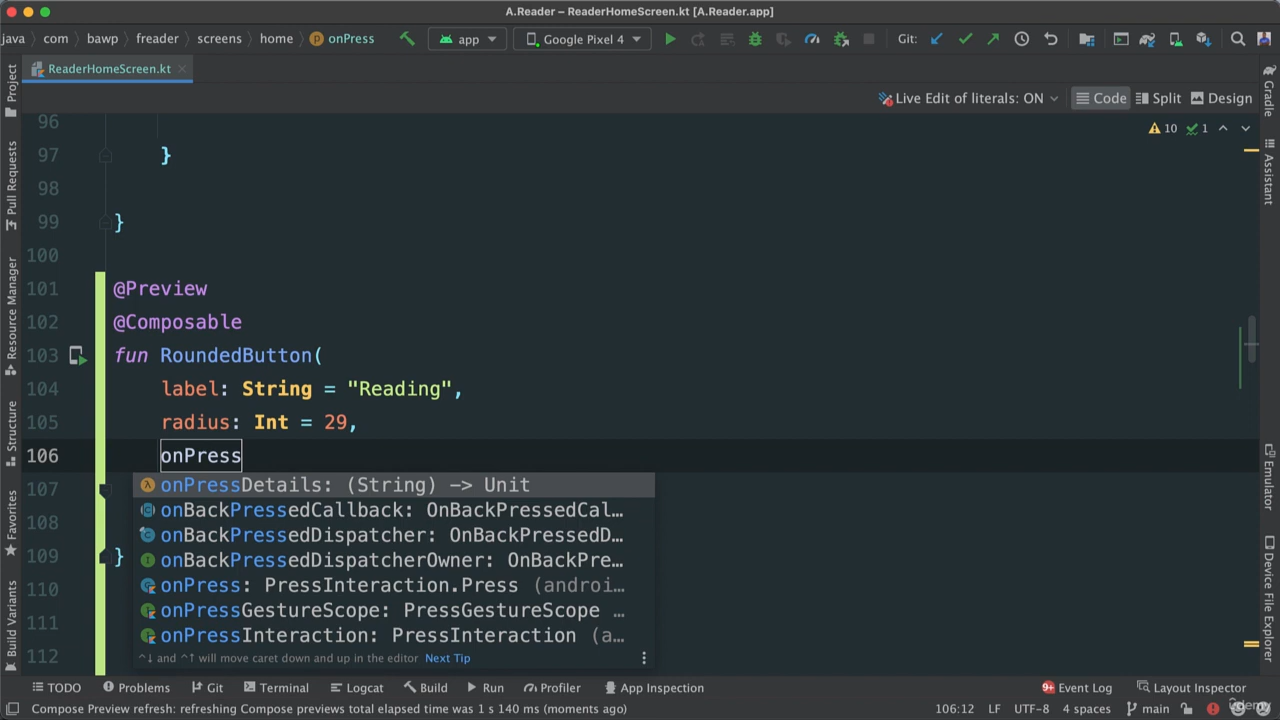 A.Reader – ReaderHomeScreen.kt [A.Reader.app]
java com bawp freader screens home onPress app Google Pixel 4 Git:
ReaderHomeScreen.kt
Live Edit of literals: ON Code Split Design
10 1
96
97 }
98
99 }
100
101 @Preview
102 @Composable
103 fun RoundedButton(
104 label: String = "Reading",
105 radius: Int = 29,
106 onPress
107
108
109 }
110
111
112
onPressDetails: (String) -> Unit
onBackPressedCallback: OnBackPressedCal…
onBackPressedDispatcher: OnBackPressedD…
onBackPressedDispatcherOwner: OnBackPre…
onPress: PressInteraction.Press (androi…
onPressGestureScope: PressGestureScope …
onPressInteraction: PressInteraction (a…
^↓ and ^↑ will move caret down and up in the editor Next Tip
Project
Pull Requests
Resource Manager
Structure
Favorites
Build Variants
Gradle
Assistant
Emulator
Device File Explorer
TODO Problems Git Terminal Logcat Build Run Profiler App Inspection 9+ Event Log Layout Inspector
Compose Preview refresh: refreshing Compose previews total elapsed time was 1 s 140 ms (moments ago) 106:12 LF UTF-8 4 spaces main
udemy